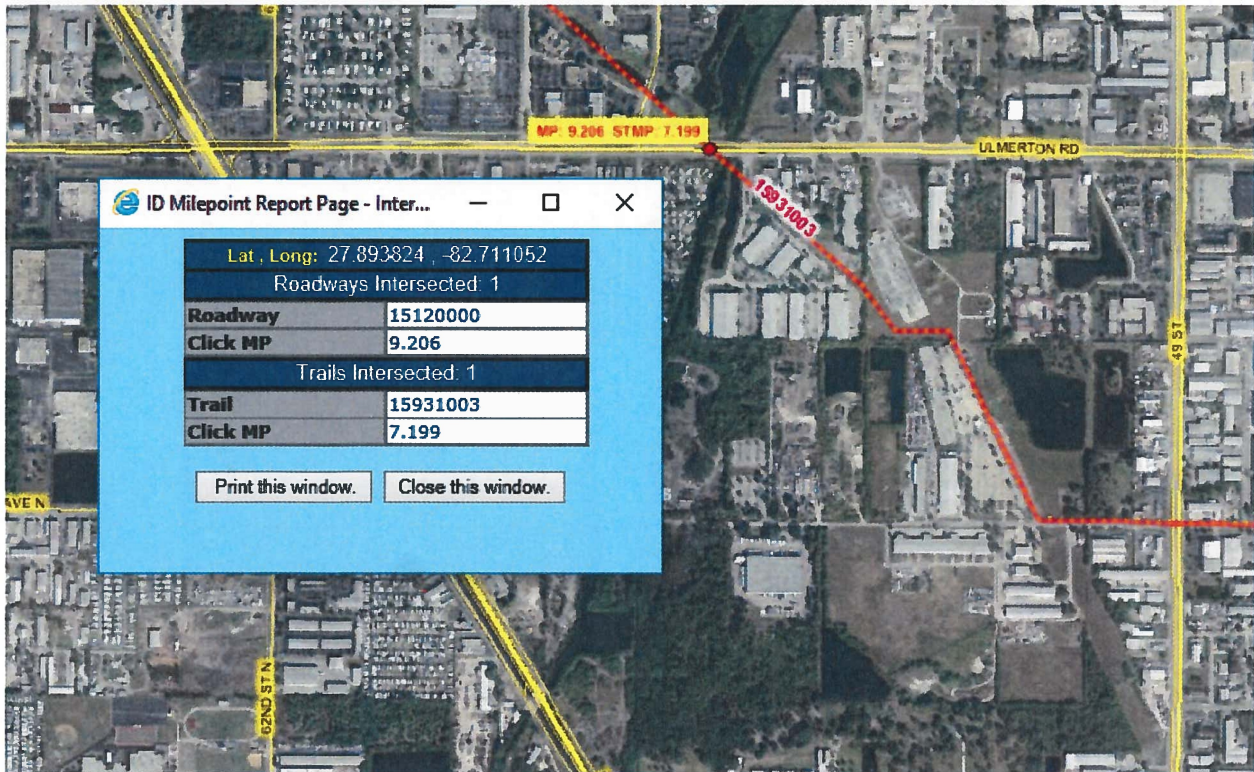 MP: 9.206 STMP: 7.199
ULMERTON RD
15931003
ID Milepoint Report Page - Inter...
Lat , Long: 27.893824 , -82.711052
Roadways Intersected: 1
Roadway 15120000
Click MP 9.206
Trails Intersected: 1
Trail 15931003
Click MP 7.199
Print this window. Close this window.
49 ST
AVE N
62ND ST N